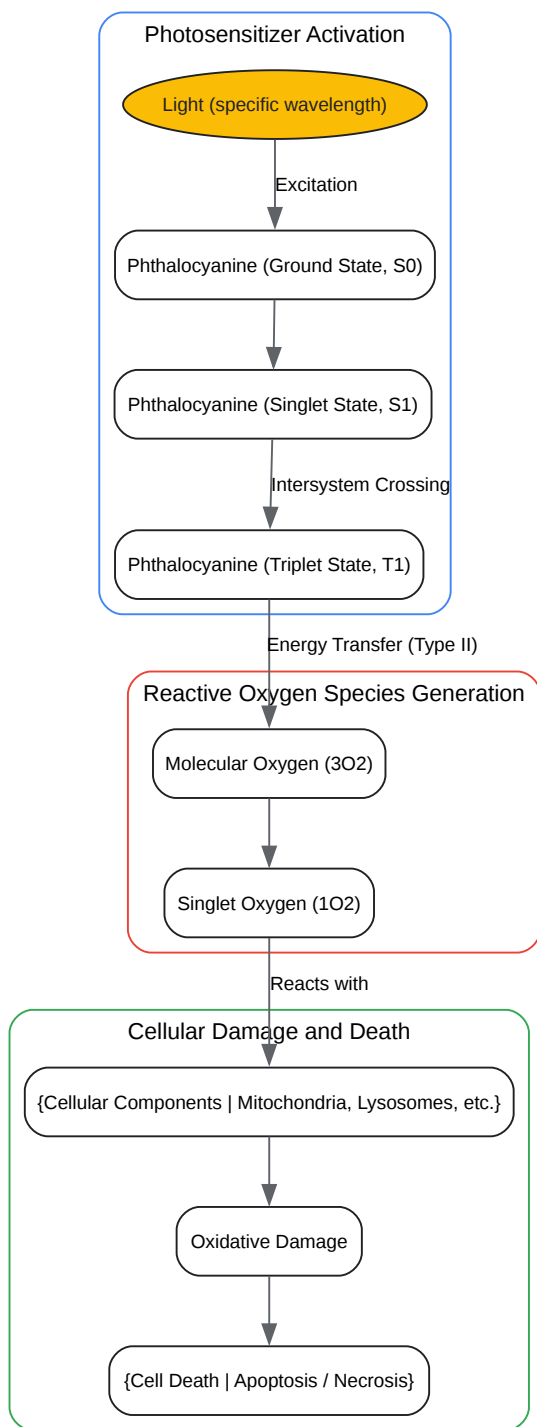 Photosensitizer Activation
Light (specific wavelength)
Excitation
Phthalocyanine (Ground State, S0)
Phthalocyanine (Singlet State, S1)
Intersystem Crossing
Phthalocyanine (Triplet State, T1)
Energy Transfer (Type II)
Reactive Oxygen Species Generation
Molecular Oxygen (3O2)
Singlet Oxygen (1O2)
Reacts with
Cellular Damage and Death
{Cellular Components | Mitochondria, Lysosomes, etc.}
Oxidative Damage
{Cell Death | Apoptosis / Necrosis}